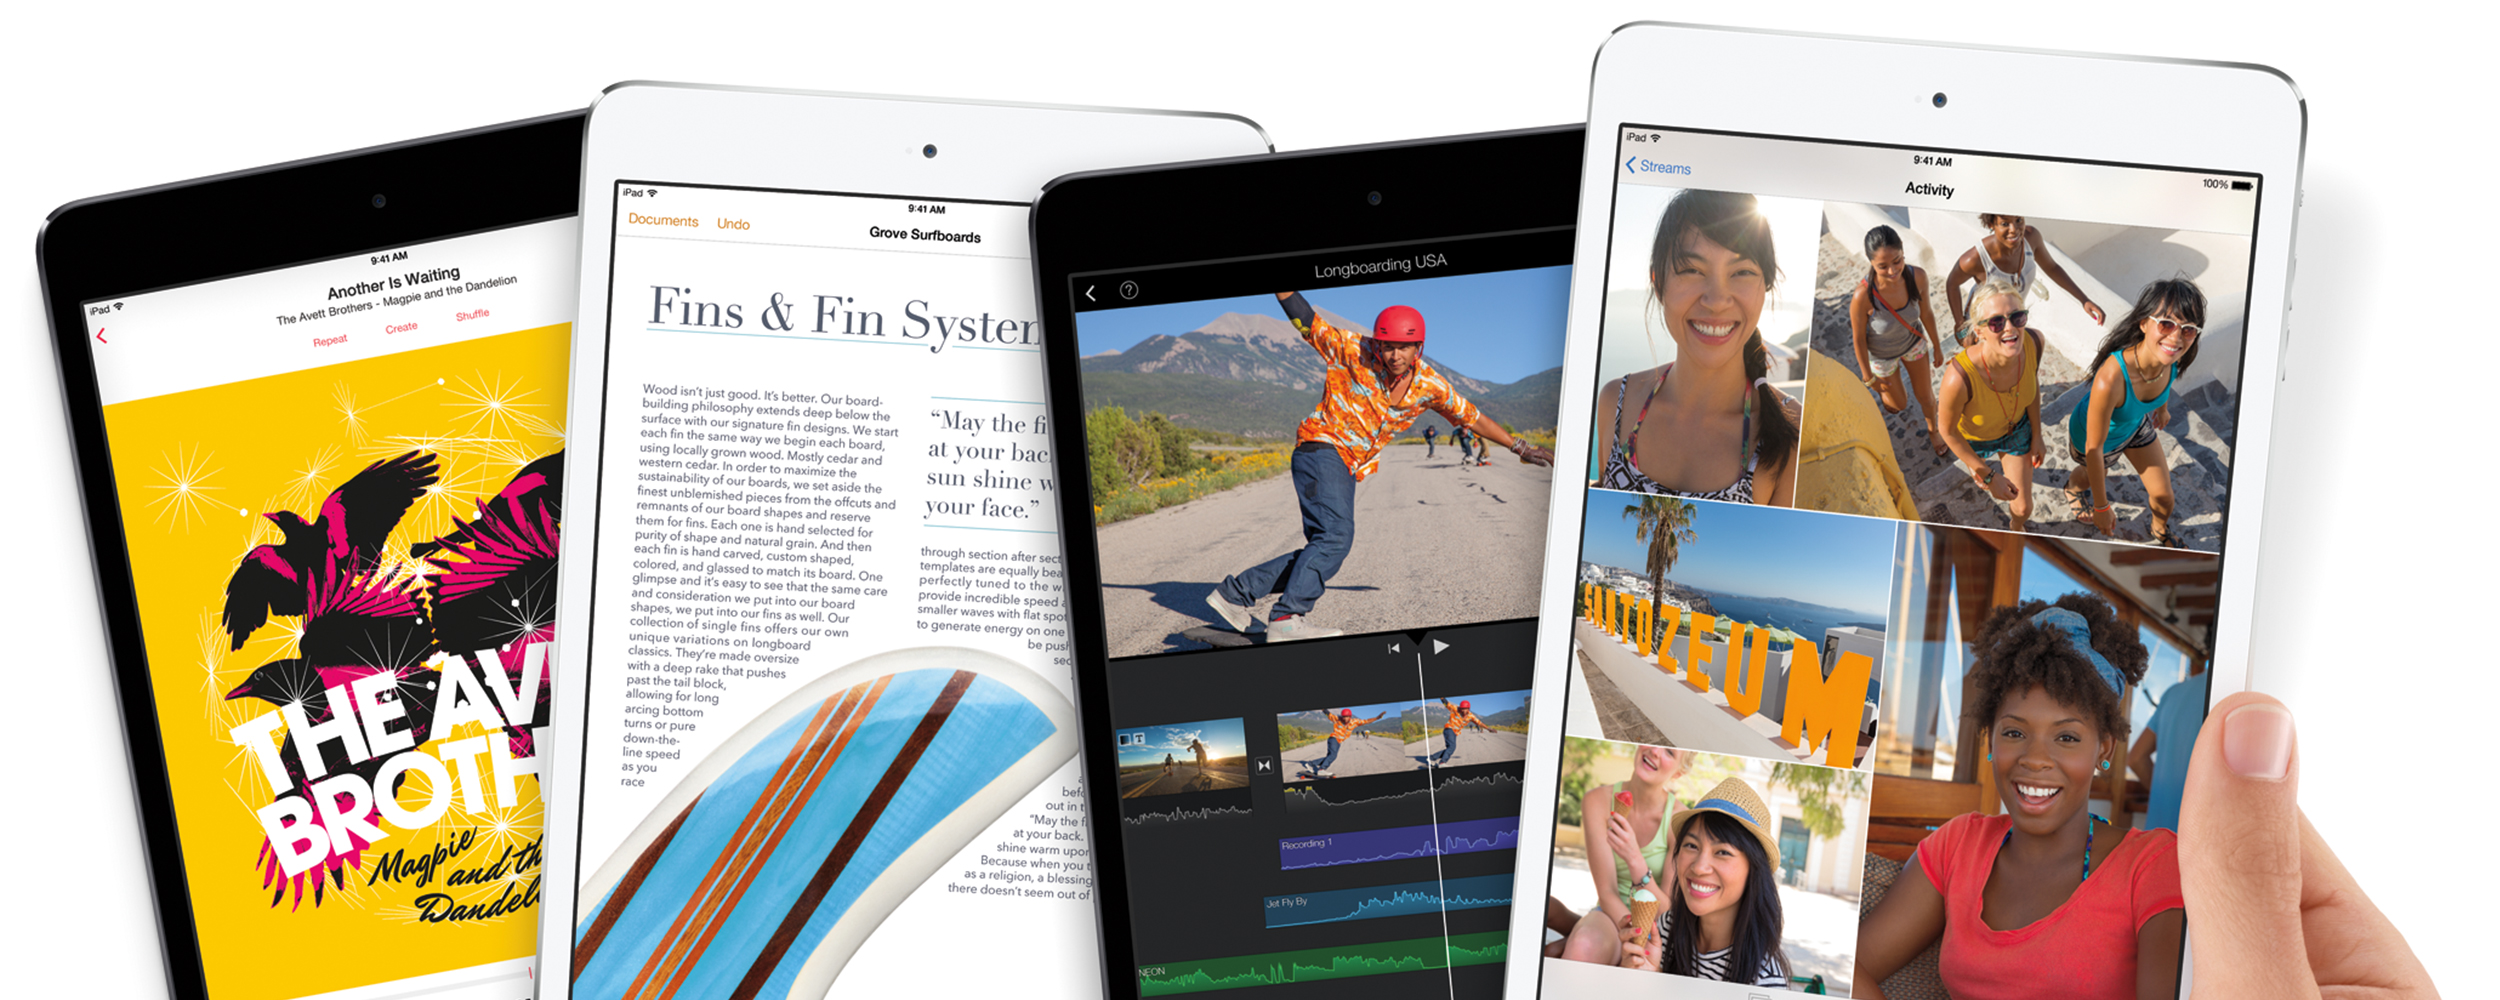 iPad
9:41 AM
Another Is Waiting
The Avett Brothers - Magpie and the Dandelion
Repeat Create Shuffle
THE AV
BROTH
Magpie
and th
Dandel
iPad
9:41 AM
Documents Undo
Grove Surfboards
Fins & Fin System
Wood isn't just good. It's better. Our board-
building philosophy extends deep below the
surface with our signature fin designs. We start
each fin the same way we begin each board,
using locally grown wood. Mostly cedar and
western cedar. In order to maximize the
sustainability of our boards, we set aside the
finest unblemished pieces from the offcuts and
remnants of our board shapes and reserve
them for fins. Each one is hand selected for
purity of shape and natural grain. And then
each fin is hand carved, custom shaped,
colored, and glassed to match its board. One
glimpse and it's easy to see that the same care
and consideration we put into our board
shapes, we put into our fins as well. Our
collection of single fins offers our own
unique variations on longboard
classics. They're made oversize
with a deep rake that pushes
past the tail block,
allowing for long
arcing bottom
turns or pure
down-the-
line speed
as you
race
“May the fi
at your bac
sun shine w
your face.”
through section after sect
templates are equally bea
perfectly tuned to the w
provide incredible speed a
smaller waves with flat spot
to generate energy on one
be push
sec
befo
out in t
“May the f
at your back.
shine warm upon
Because when you t
as a religion, a blessing
there doesn't seem out of
?
Longboarding USA
T
Recording 1
Jet Fly By
NEON
iPad
9:41 AM
100%
Streams
Activity
SANTOZEUM